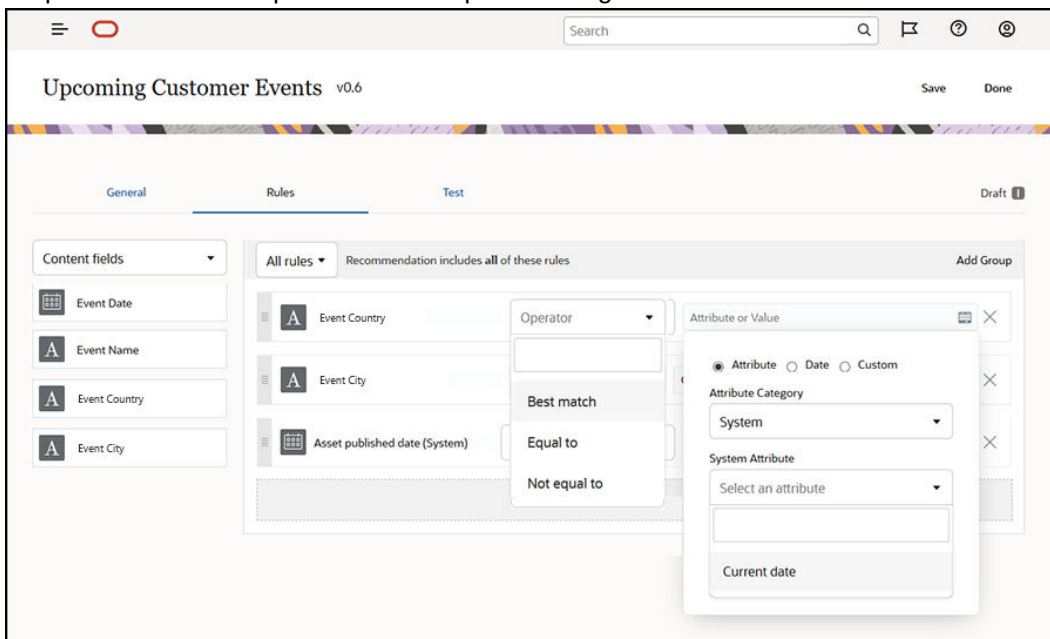 Search
Upcoming Customer Events v0.6
Save Done
General Rules Test Draft
Content fields
All rules Recommendation includes all of these rules Add Group
Event Date
Event Name
Event Country
Event City
A Event Country Operator Attribute or Value
A Event City
Asset published date (System)
Best match
Equal to
Not equal to
Attribute Date Custom
Attribute Category
System
System Attribute
Select an attribute
Current date